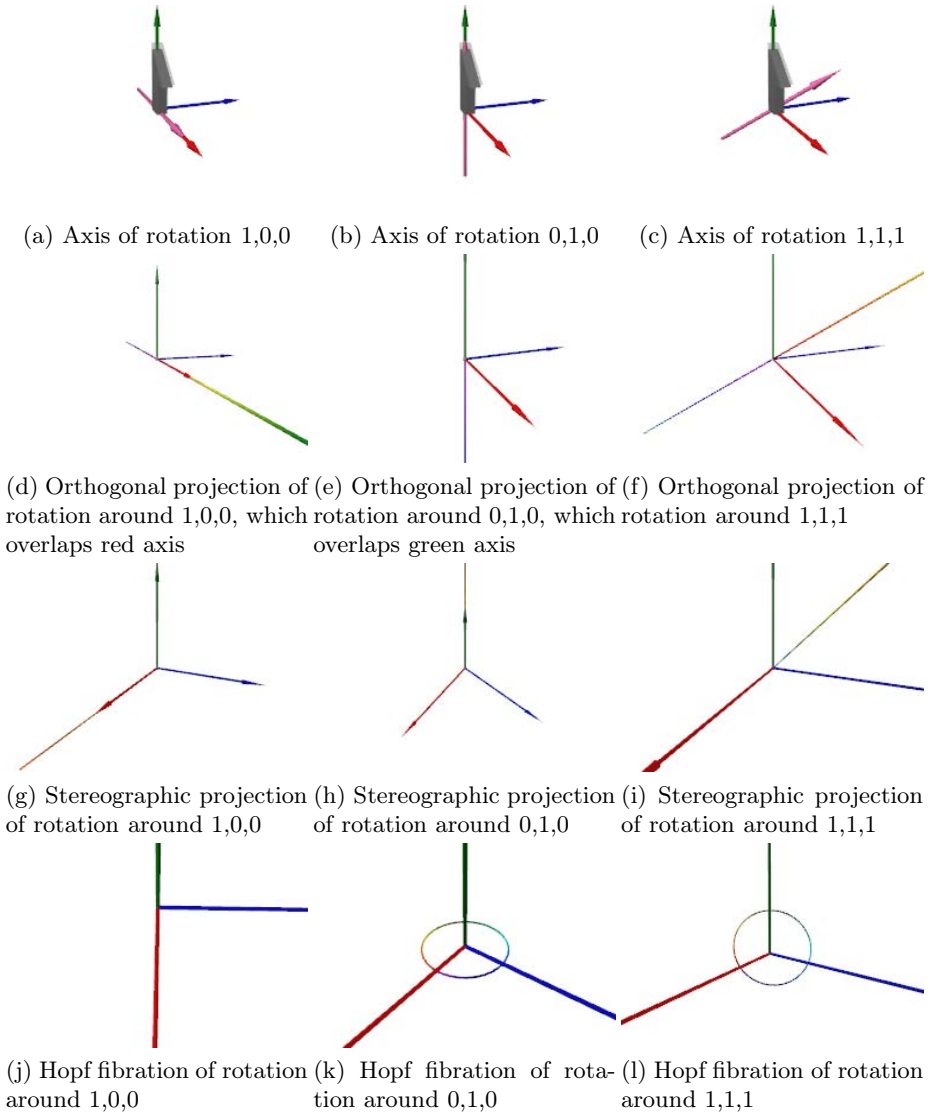 (a) Axis of rotation 1,0,0
(b) Axis of rotation 0,1,0
(c) Axis of rotation 1,1,1
(d) Orthogonal projection of
rotation around 1,0,0, which
overlaps red axis
(e) Orthogonal projection of
rotation around 0,1,0, which
overlaps green axis
(f) Orthogonal projection of
rotation around 1,1,1
(g) Stereographic projection
of rotation around 1,0,0
(h) Stereographic projection
of rotation around 0,1,0
(i) Stereographic projection
of rotation around 1,1,1
(j) Hopf fibration of rotation
around 1,0,0
(k) Hopf fibration of rota-
tion around 0,1,0
(l) Hopf fibration of rotation
around 1,1,1